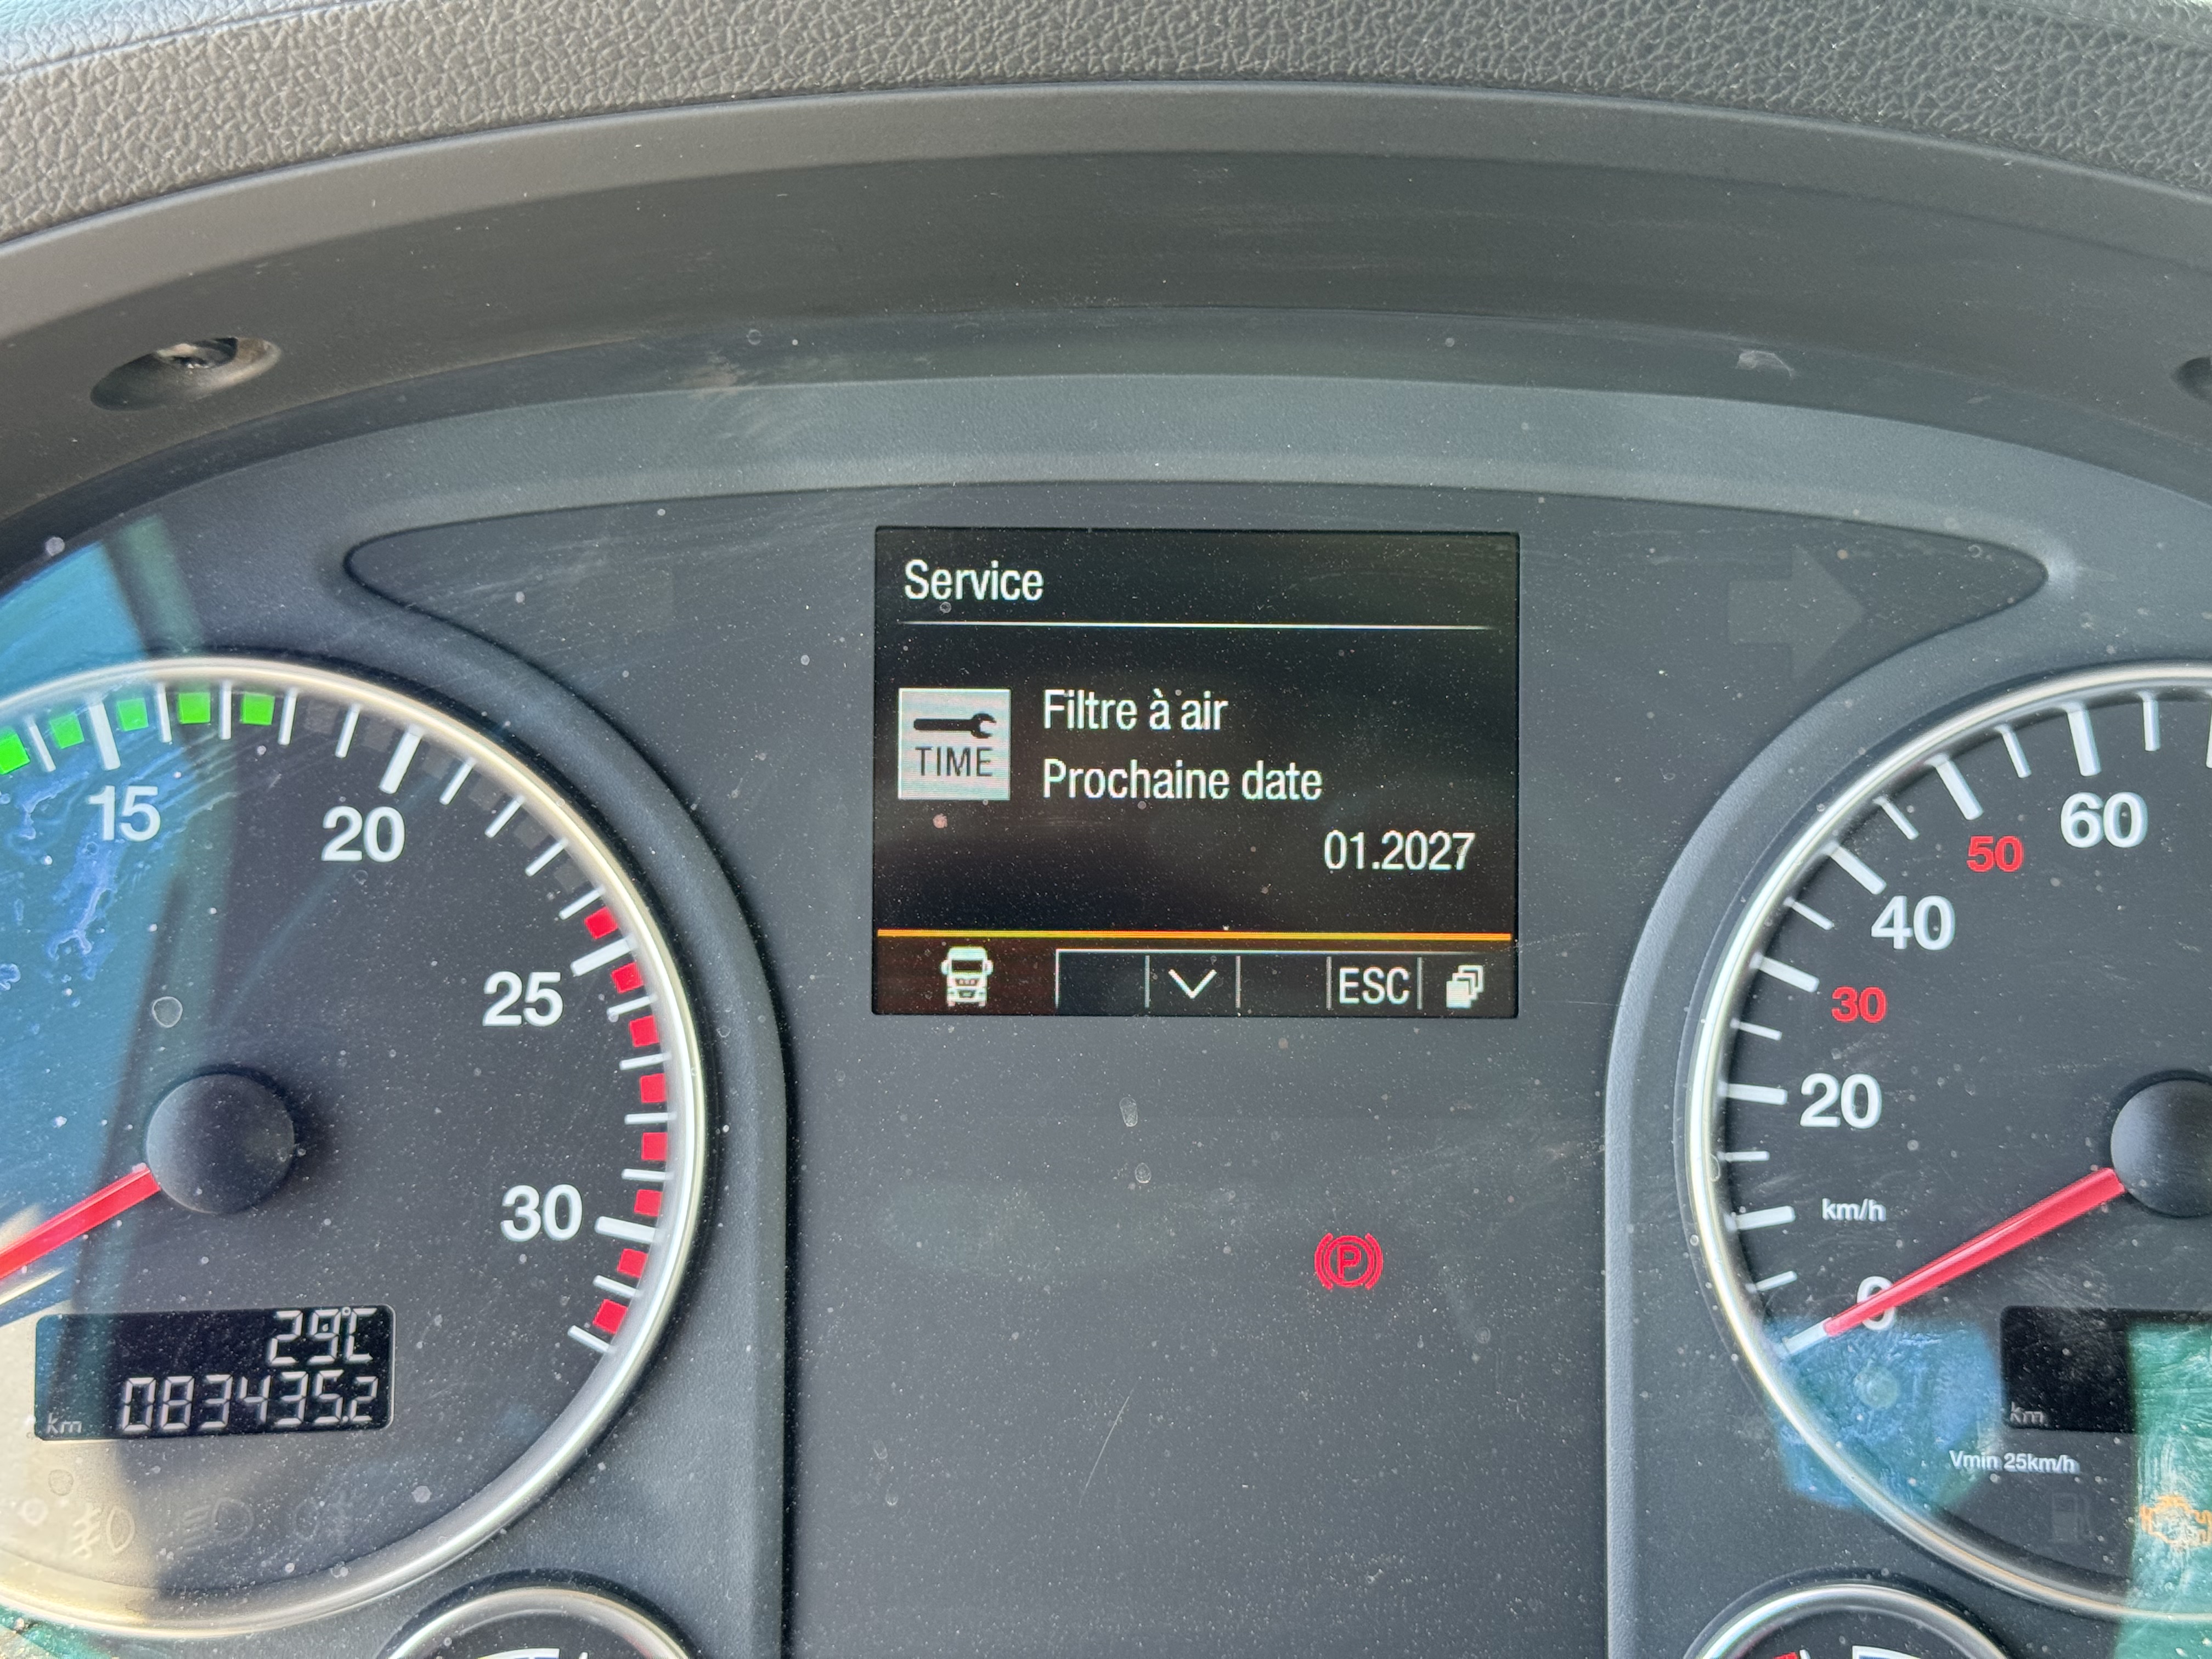 Service
TIME
Filtre à air
Prochaine date
01.2027
ESC
15
20
25
30
29°C
km 083435.2
60
50
40
30
20
km/h
0
km
Vmin 25km/h
P